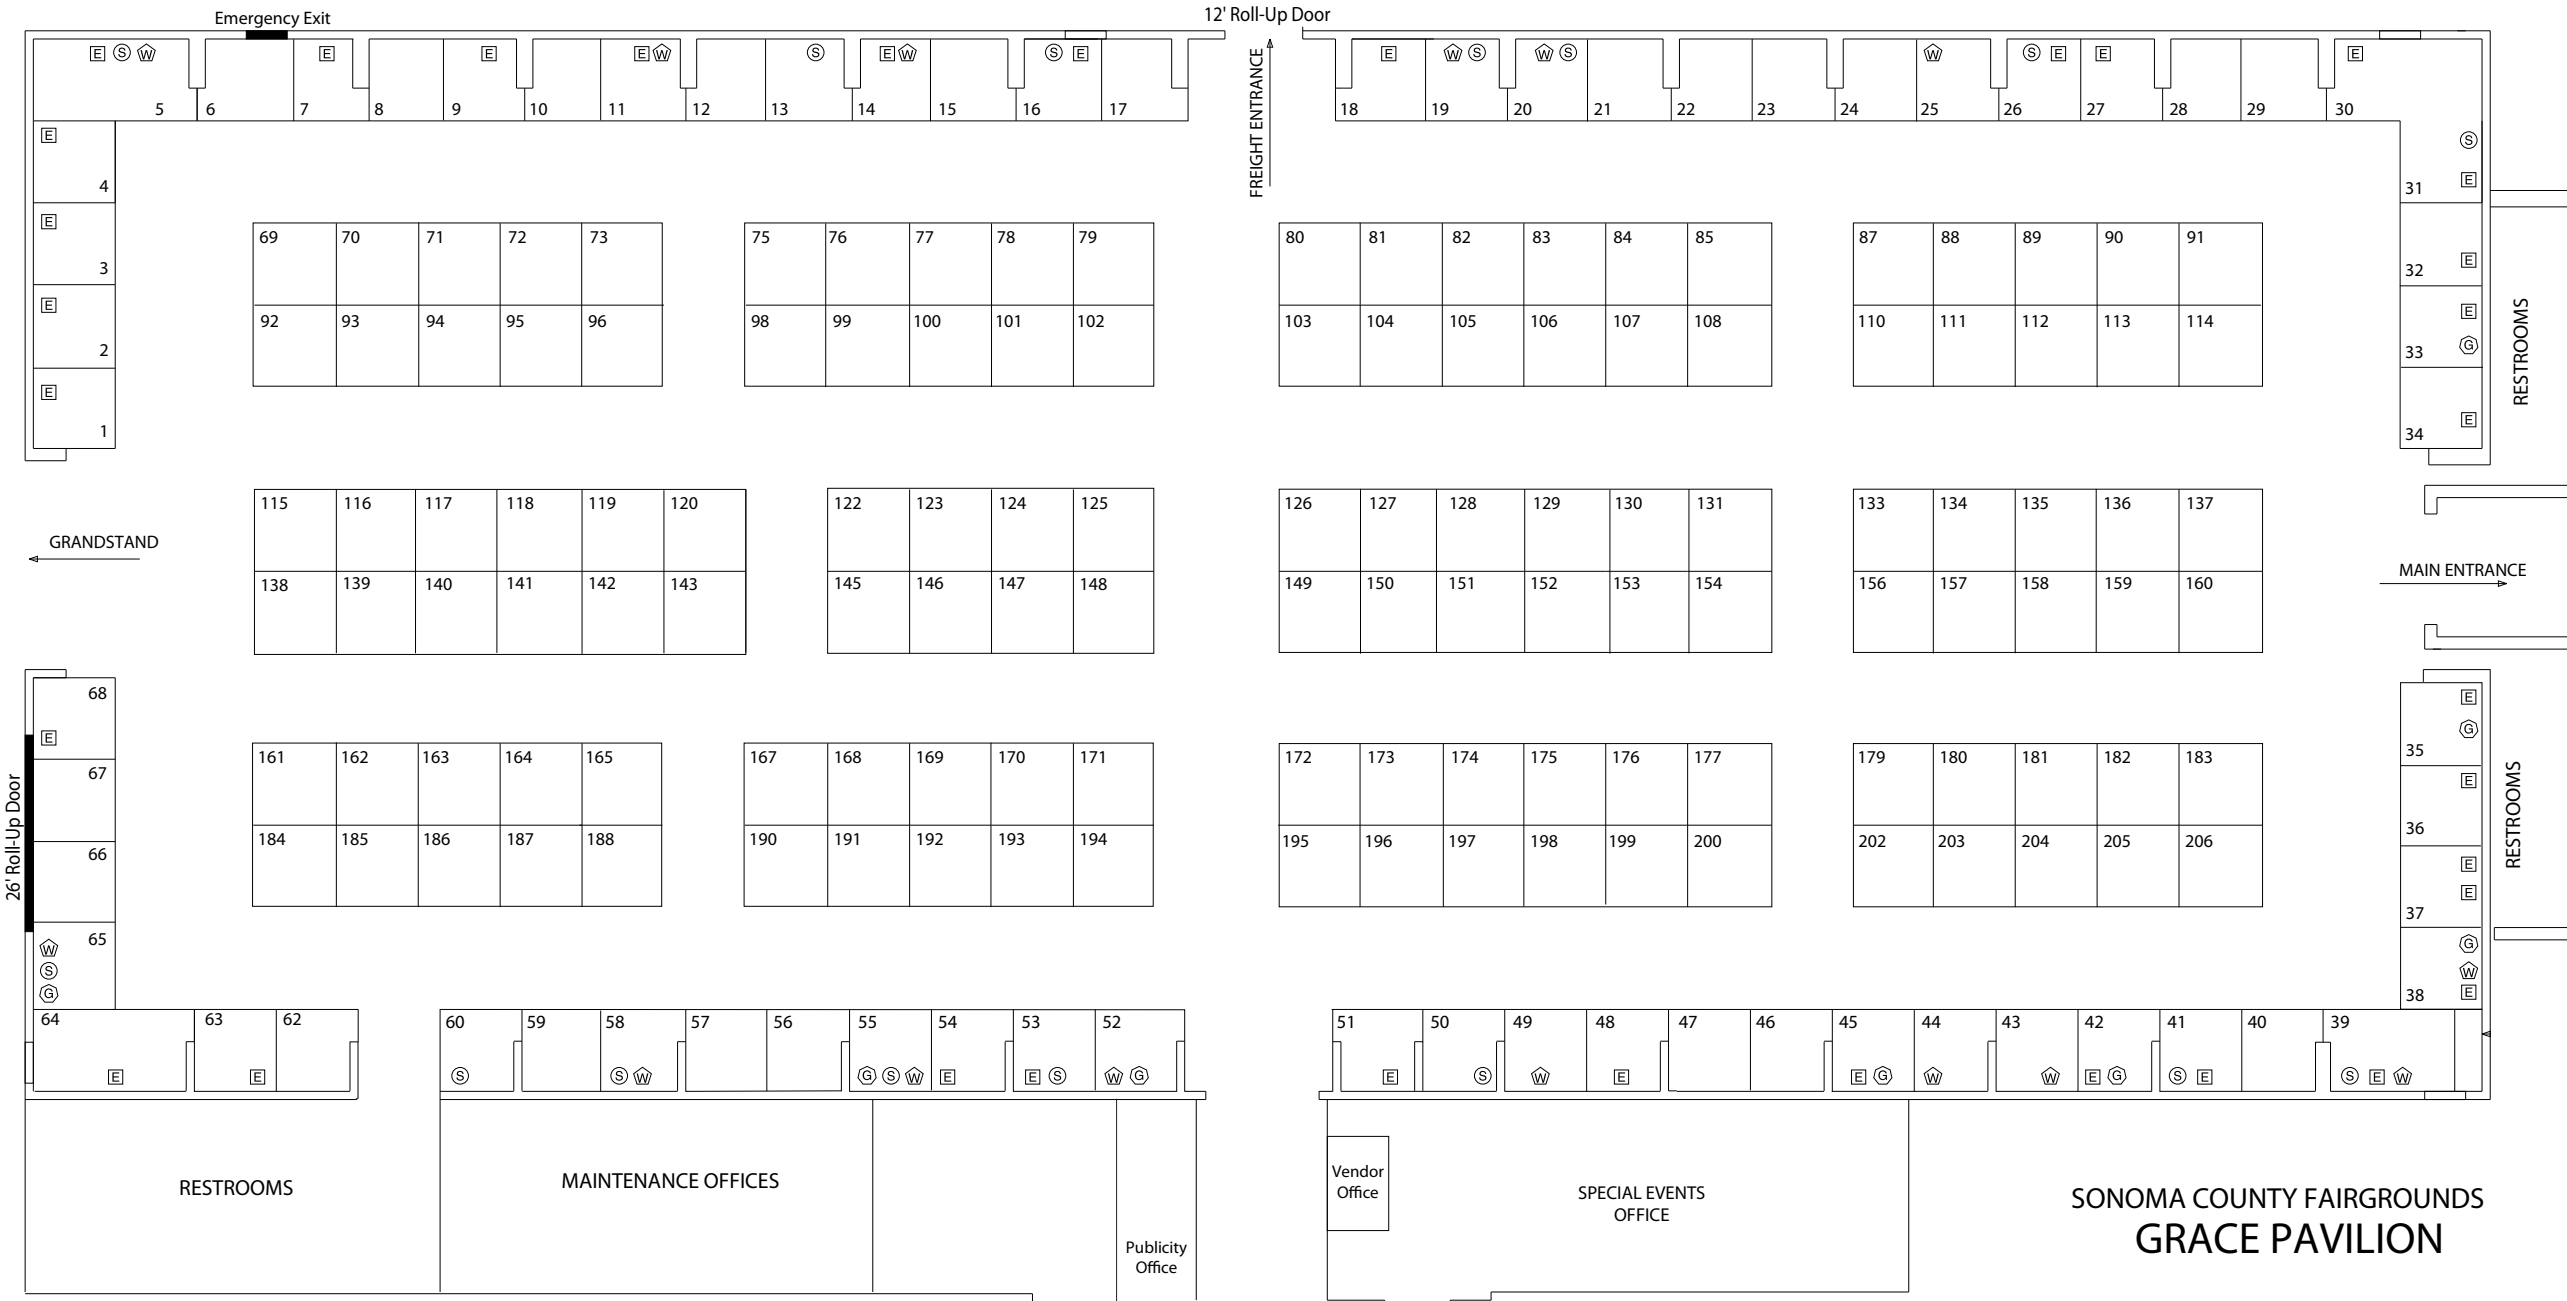 Emergency Exit
12' Roll-Up Door
E S W E E E W S E W S E
E W S W S W S E E E
5 6 7 8 9 10 11 12 13 14 15 16 17
FREIGHT ENTRANCE
18 19 20 21 22 23 24 25 26 27 28 29 30
E
4
S
E
31
E
3
E
32
E
2
E
G
33
E
1
E
34
RESTROOMS
69 70 71 72 73 75 76 77 78 79 80 81 82 83 84 85 87 88 89 90 91
92 93 94 95 96 98 99 100 101 102 103 104 105 106 107 108 110 111 112 113 114
115 116 117 118 119 120 122 123 124 125 126 127 128 129 130 131 133 134 135 136 137
GRANDSTAND
MAIN ENTRANCE
138 139 140 141 142 143 145 146 147 148 149 150 151 152 153 154 156 157 158 159 160
68
E
67
66
65
W
S
G
26' Roll-Up Door
161 162 163 164 165 167 168 169 170 171 172 173 174 175 176 177 179 180 181 182 183
184 185 186 187 188 190 191 192 193 194 195 196 197 198 199 200 202 203 204 205 206
E
G
35
E
36
E
E
37
G
W
E
38
RESTROOMS
64 63 62 60 59 58 57 56 55 54 53 52 51 50 49 48 47 46 45 44 43 42 41 40 39
E E S S W G S W E E S W G E S W E E G W W E G S E S E W
RESTROOMS
MAINTENANCE OFFICES
Publicity
Office
Vendor
Office
SPECIAL EVENTS
OFFICE
SONOMA COUNTY FAIRGROUNDS
GRACE PAVILION